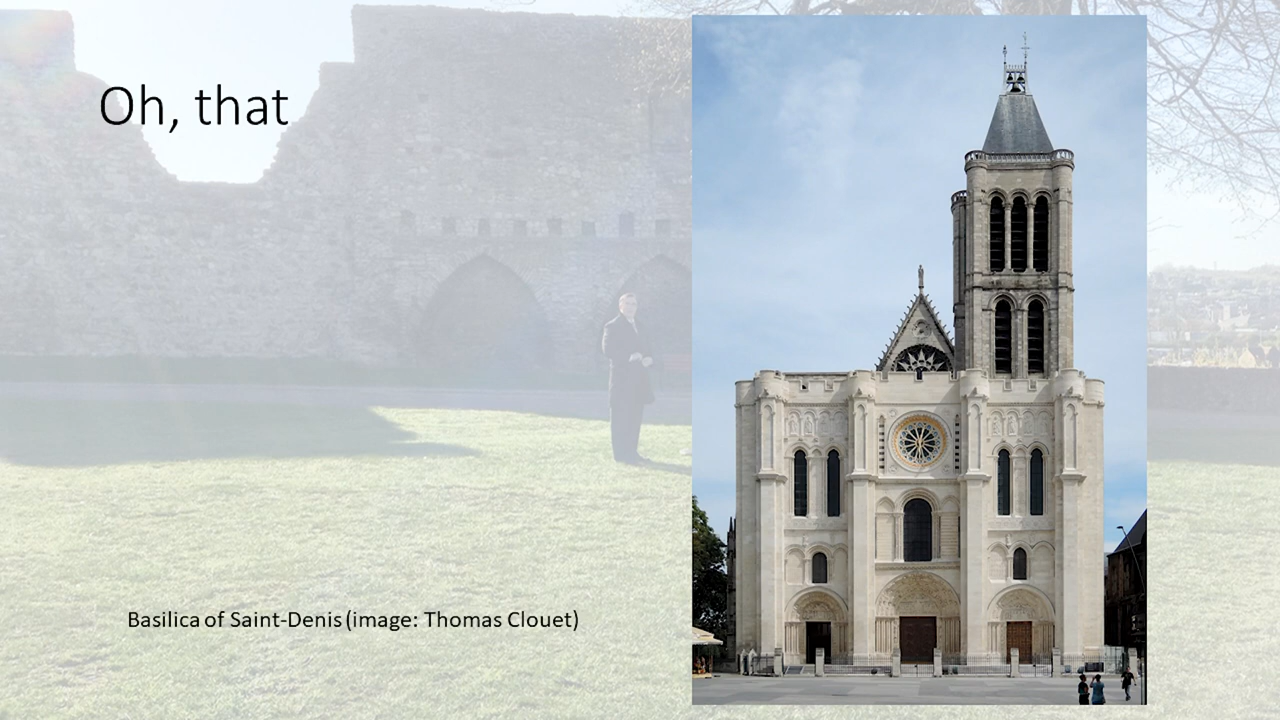 Oh, that
Basilica of Saint-Denis (image: Thomas Clouet)